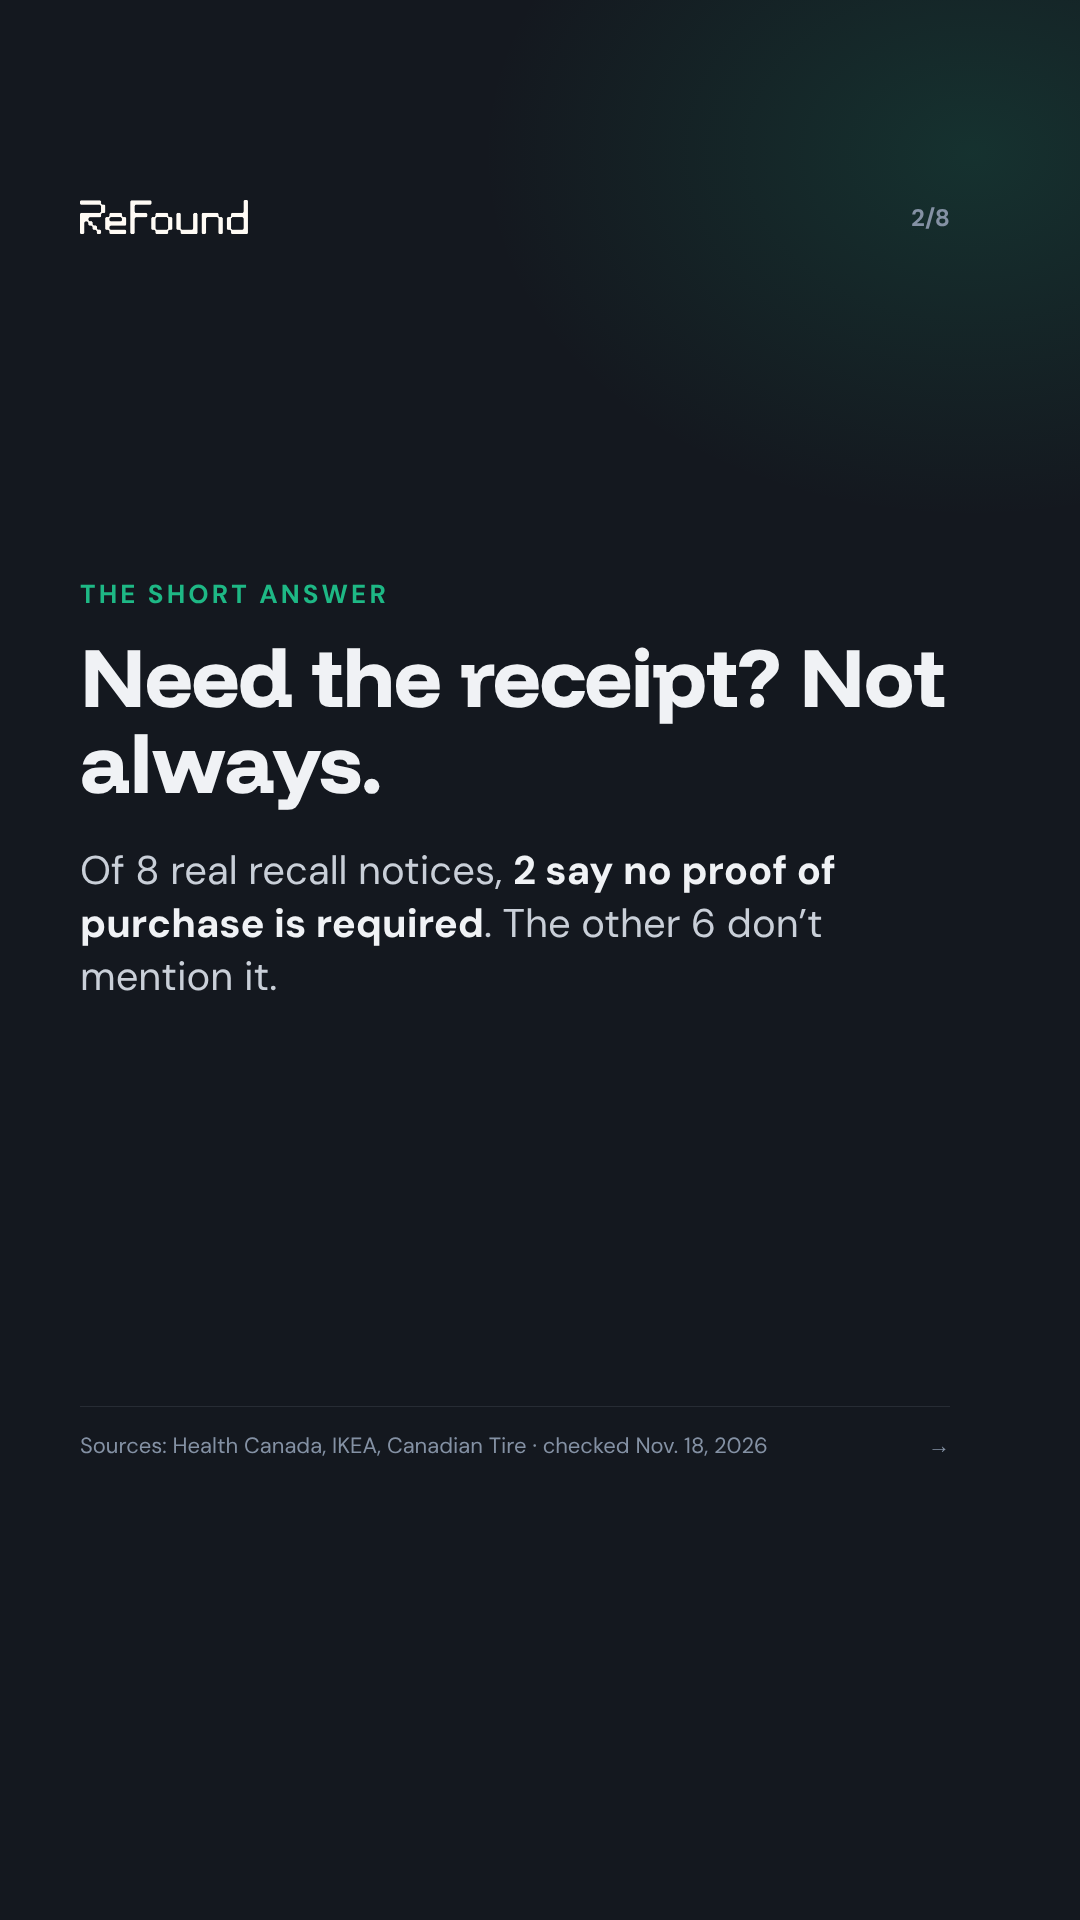 ReFound
2/8
THE SHORT ANSWER
Need the receipt? Not
always.
Of 8 real recall notices, 2 say no proof of
purchase is required. The other 6 don’t
mention it.
Sources: Health Canada, IKEA, Canadian Tire · checked Nov. 18, 2026 →